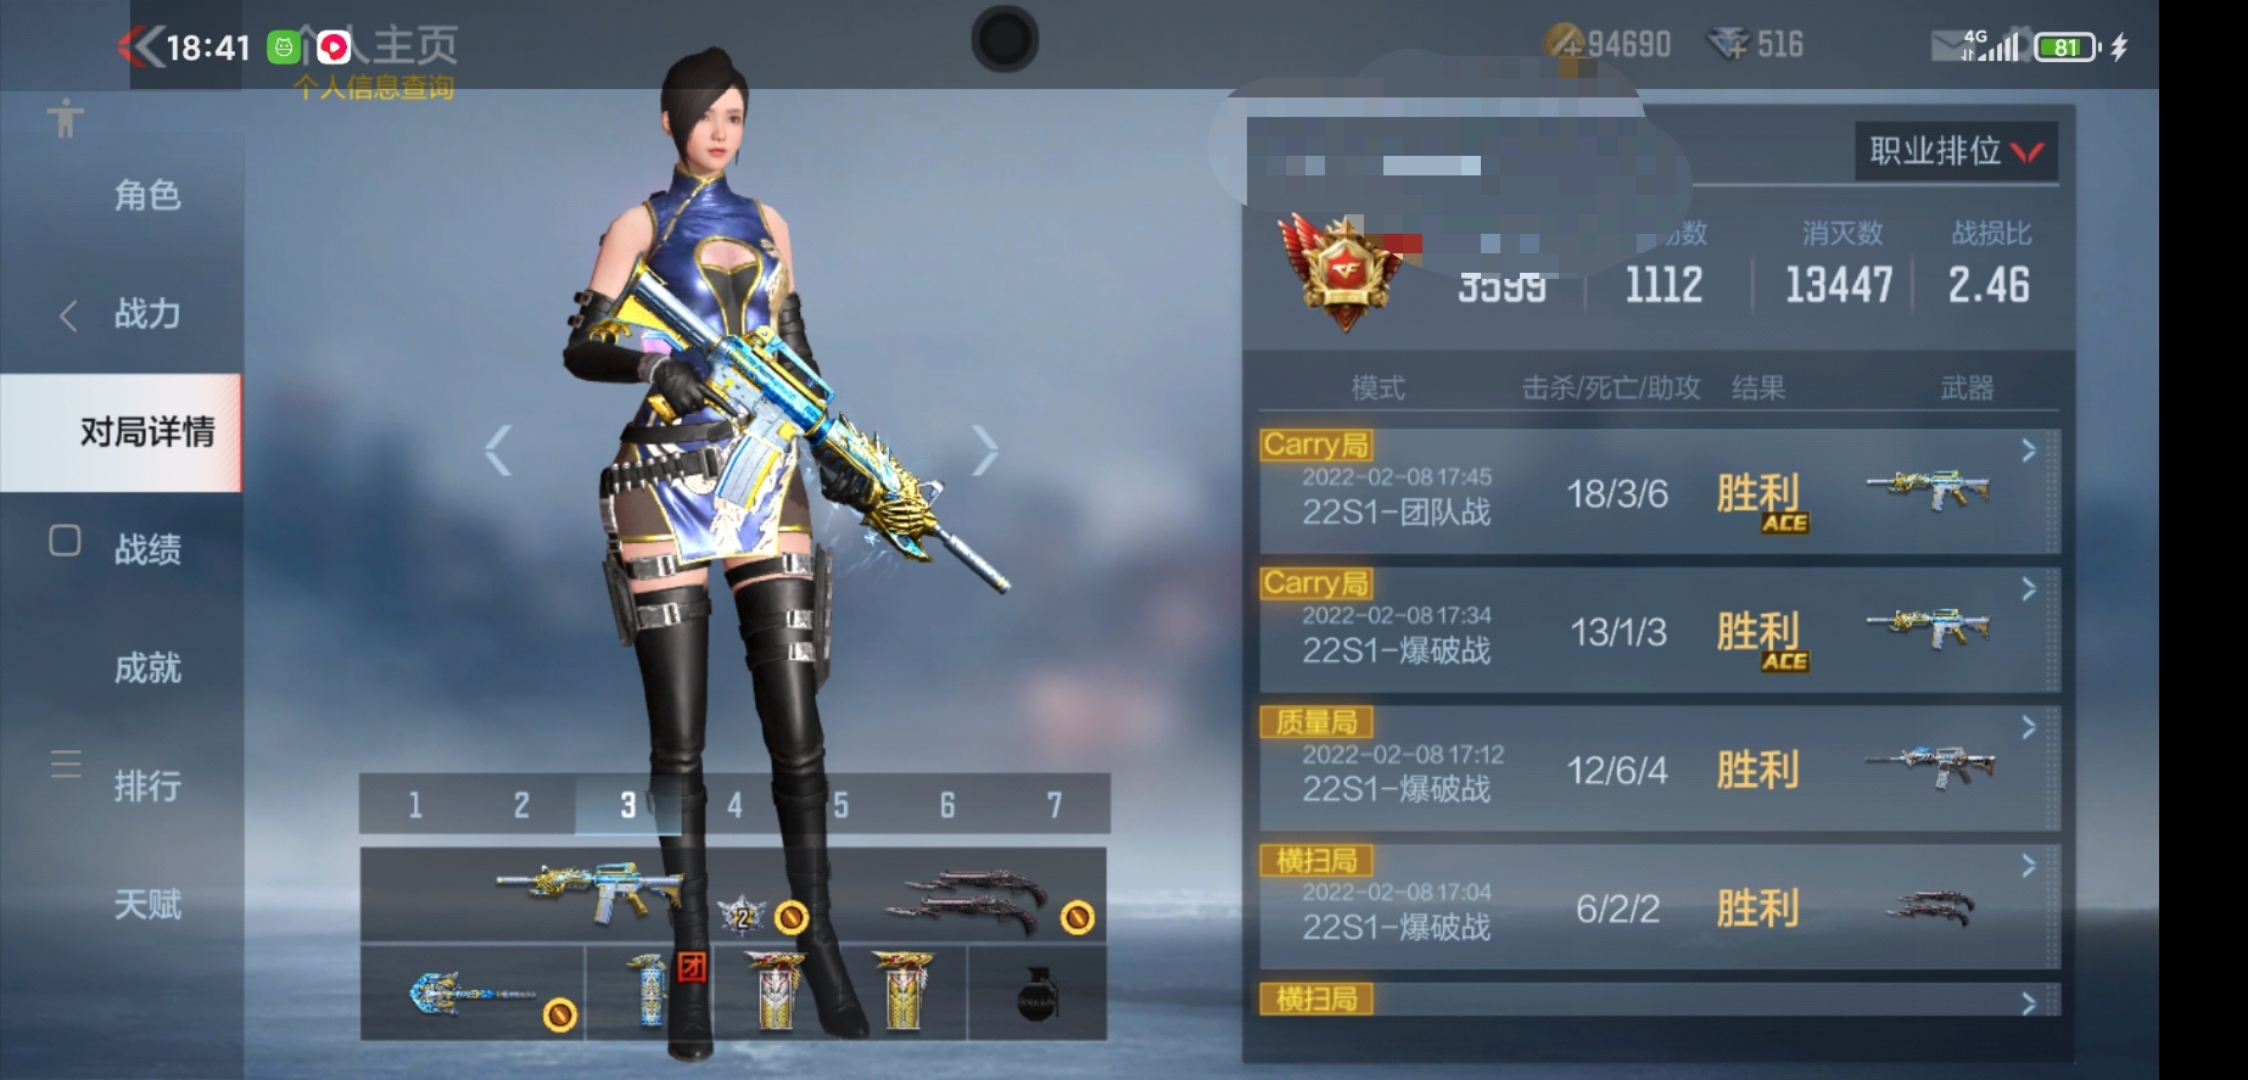 18:41
个人主页
94690
516
4G
81
个人信息查询
角色
战力
对局详情
战绩
成就
排行
天赋
职业排位
消灭数
战损比
3599
1112
13447
2.46
模式
击杀/死亡/助攻
结果
武器
Carry局
2022-02-08 17:45
22S1-团队战
18/3/6
胜利
ACE
Carry局
2022-02-08 17:34
22S1-爆破战
13/1/3
胜利
ACE
质量局
2022-02-08 17:12
22S1-爆破战
12/6/4
胜利
横扫局
2022-02-08 17:04
22S1-爆破战
6/2/2
胜利
横扫局
1 2 3 4 5 6 7
2
团